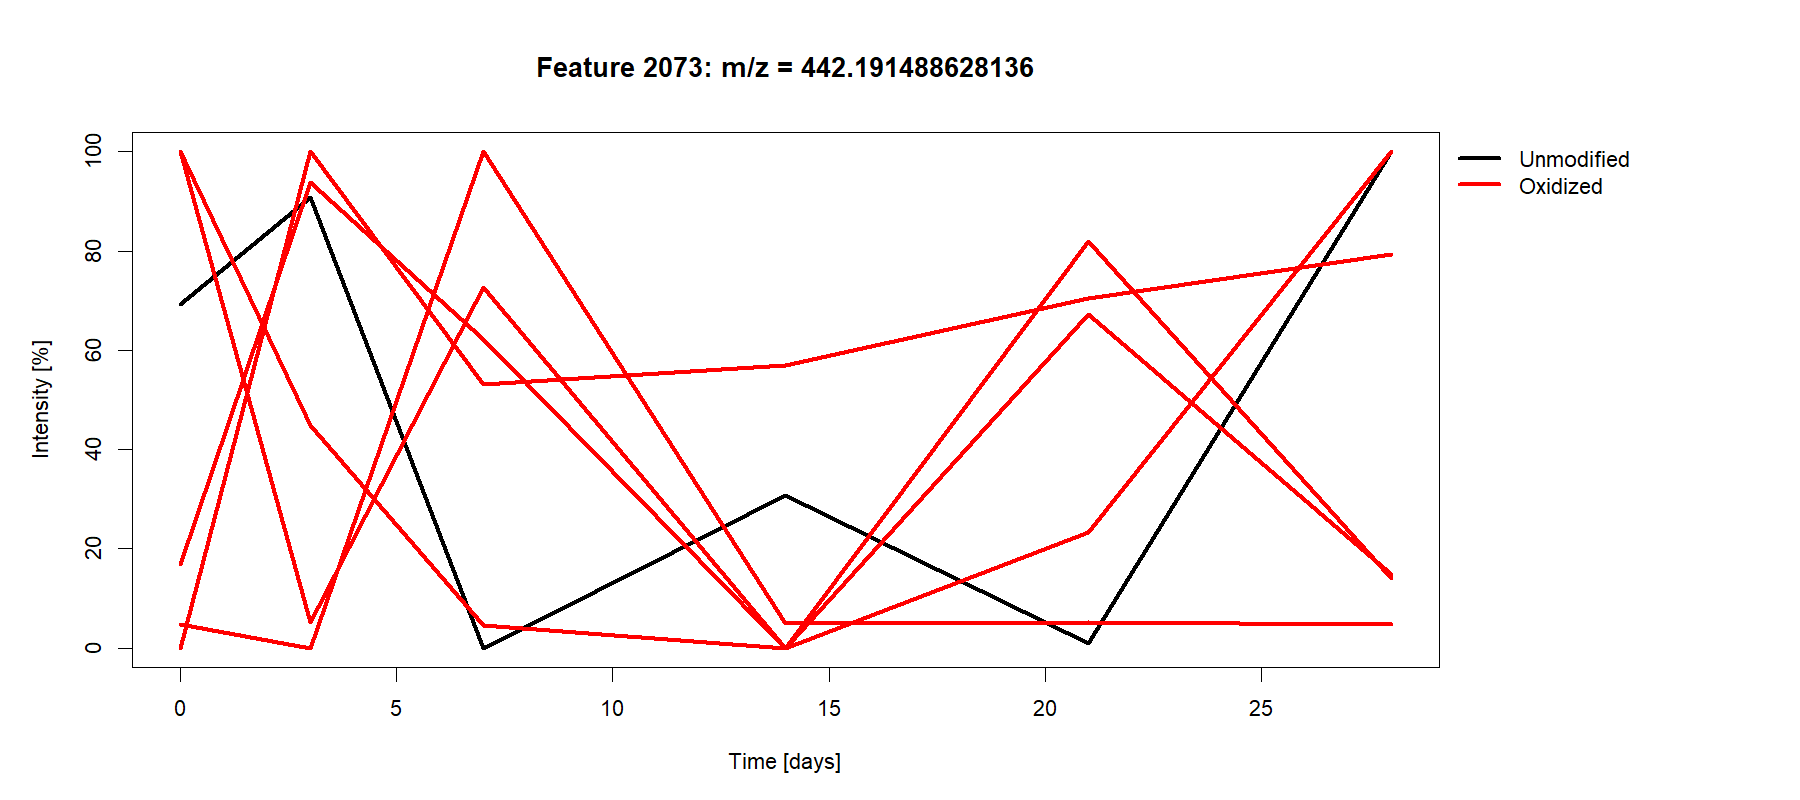 Feature 2073: m/z = 442.191488628136
Unmodified
Oxidized
Intensity [%]
100
80
60
40
20
0
0 5 10 15 20 25
Time [days]